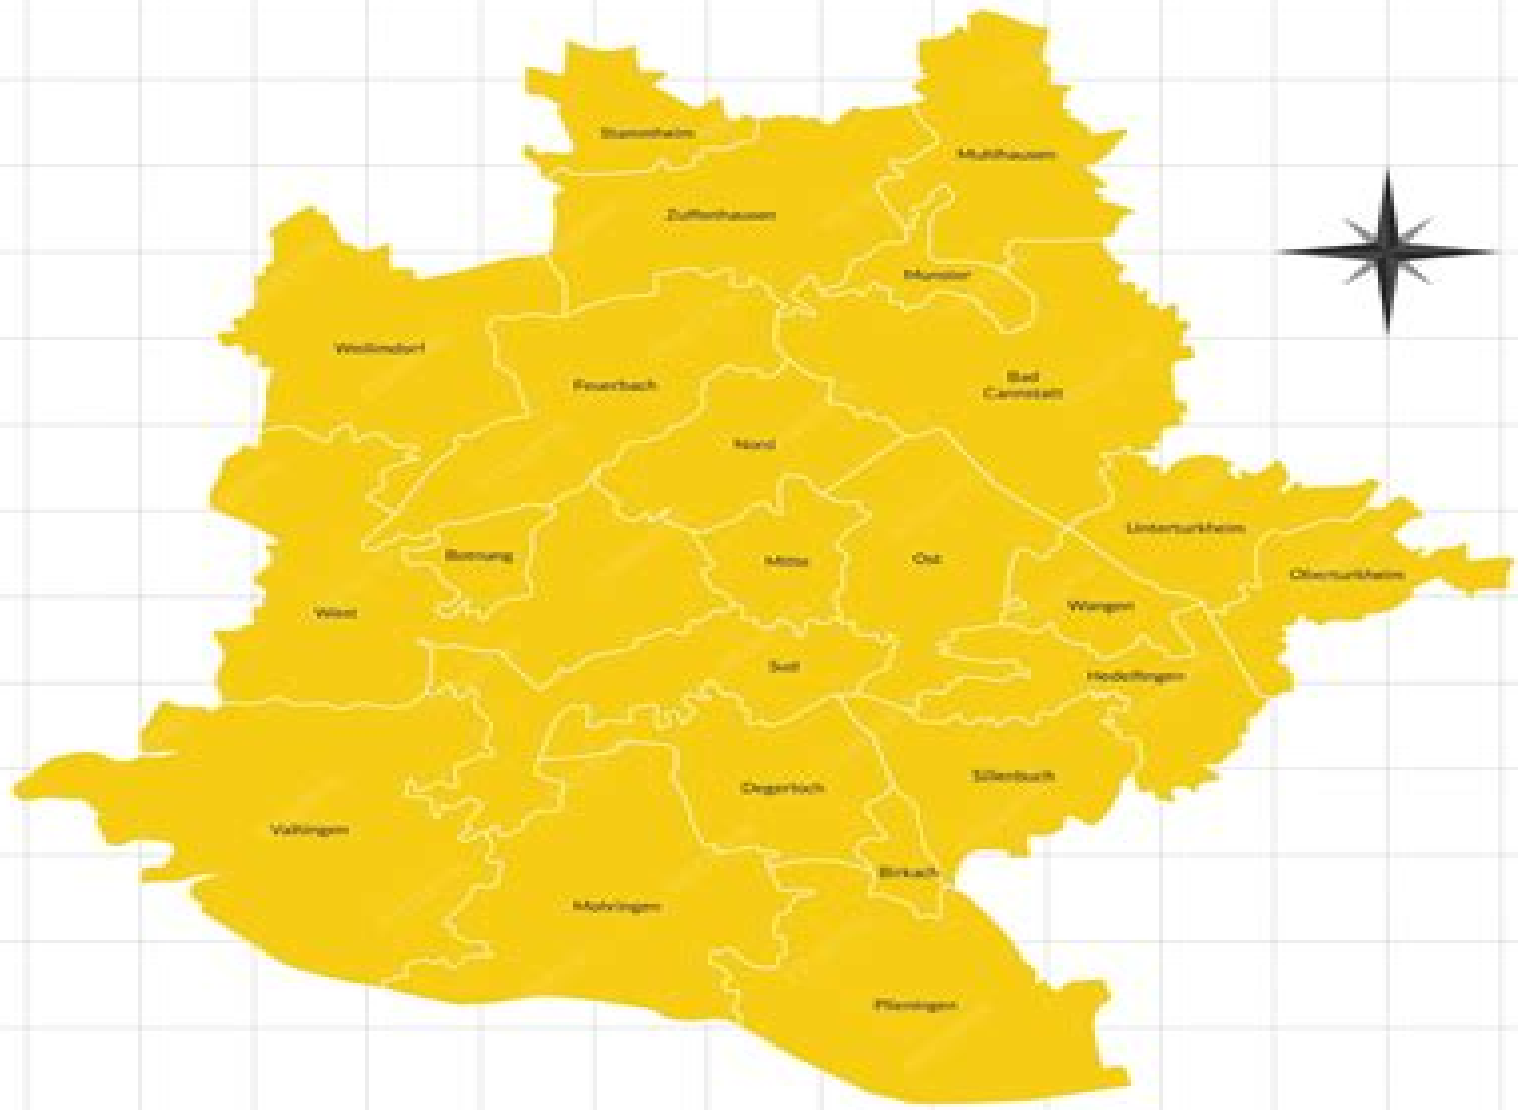 Stammheim
Muhlhausen
Zuffenhausen
Munster
Weilimdorf
Feuerbach
Bad
Cannstatt
Nord
Unterturkheim
Botnang
Mitte
Ost
Oberturkheim
West
Wangen
Sud
Hedelfingen
Degerloch
Sillenbuch
Vaihingen
Birkach
Mohringen
Plieningen